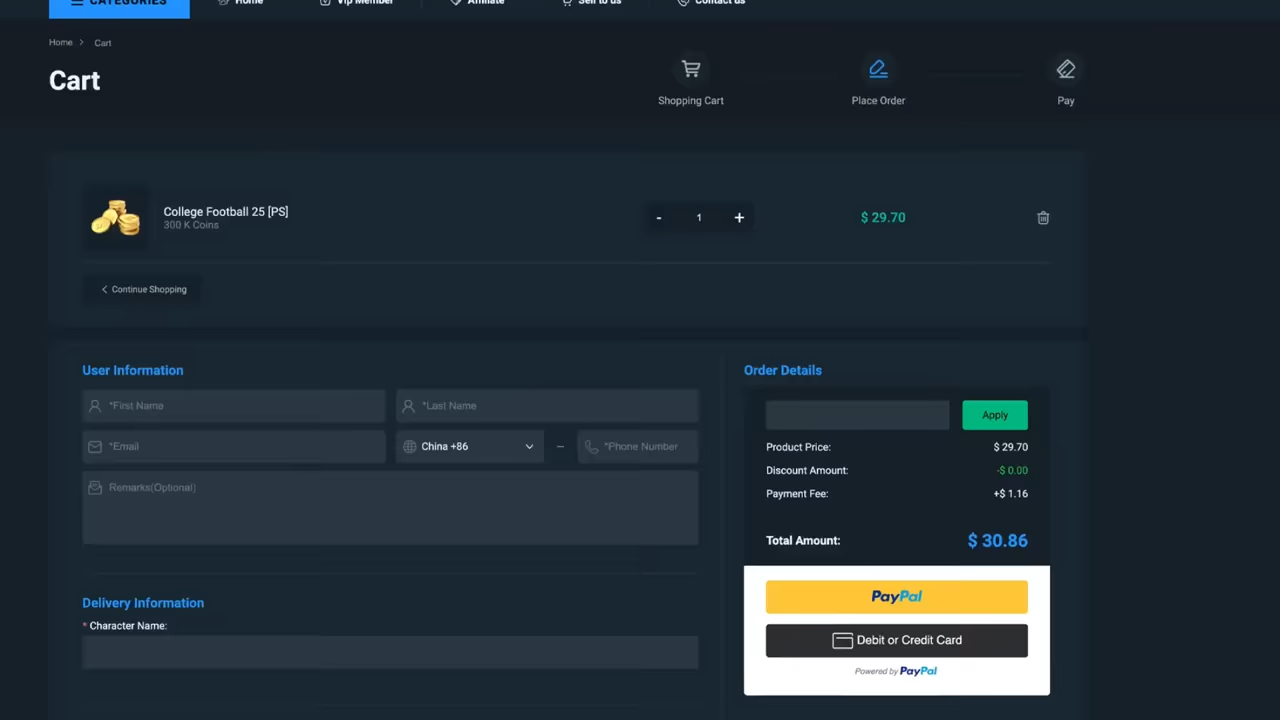 CATEGORIES
Home
Vip Member
Affiliate
Sell to us
Contact us
Home > Cart
Cart
Shopping Cart
Place Order
Pay
College Football 25 [PS]
300 K Coins
- 1 +
$ 29.70
< Continue Shopping
User Information
*First Name
*Last Name
*Email
China +86
–
*Phone Number
Remarks(Optional)
Delivery Information
* Character Name:
Order Details
Apply
Product Price: $ 29.70
Discount Amount: -$ 0.00
Payment Fee: +$ 1.16
Total Amount: $ 30.86
PayPal
Debit or Credit Card
Powered by PayPal